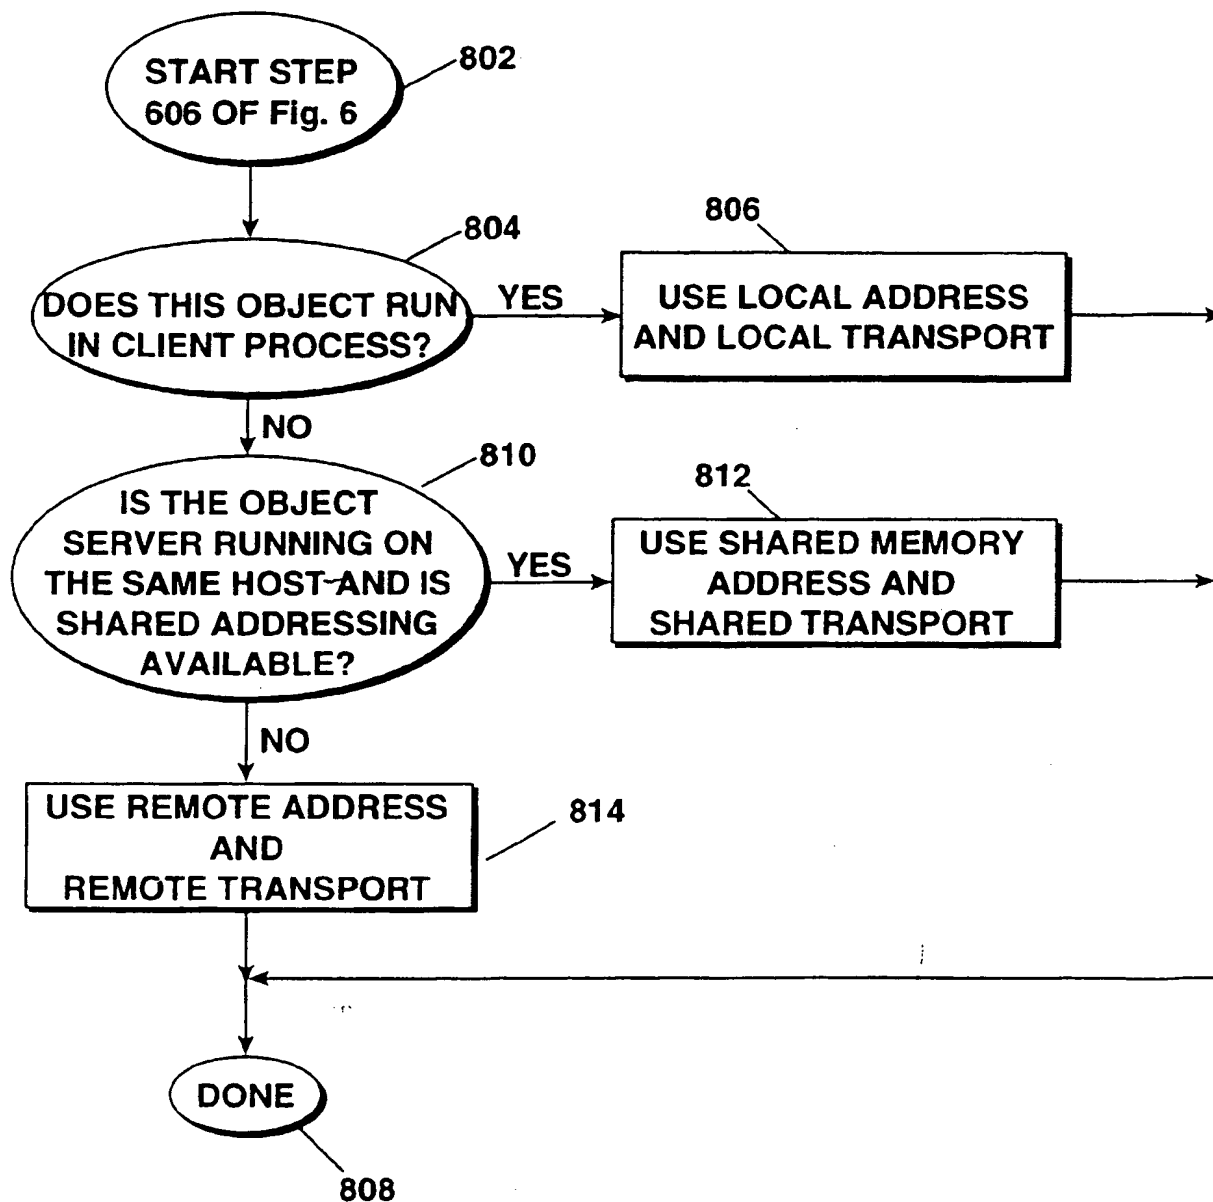 START STEP
606 OF Fig. 6
802
804
DOES THIS OBJECT RUN
IN CLIENT PROCESS?
YES
806
USE LOCAL ADDRESS
AND LOCAL TRANSPORT
NO
810
IS THE OBJECT
SERVER RUNNING ON
THE SAME HOST AND IS
SHARED ADDRESSING
AVAILABLE?
YES
812
USE SHARED MEMORY
ADDRESS AND
SHARED TRANSPORT
NO
USE REMOTE ADDRESS
AND
REMOTE TRANSPORT
814
DONE
808